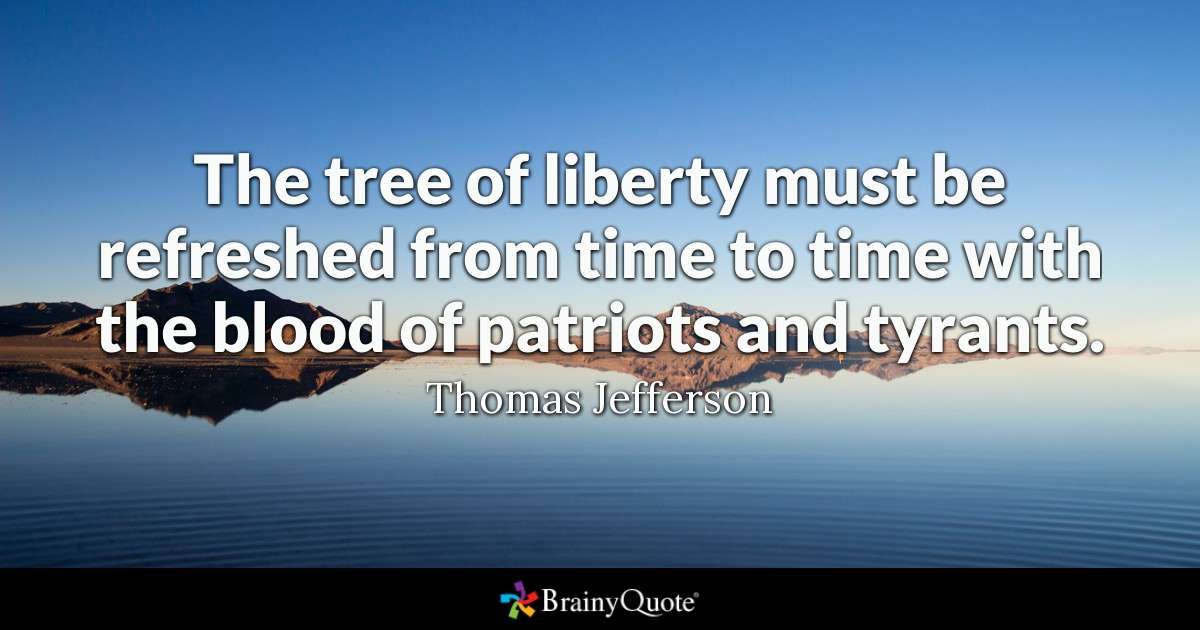 The tree of liberty must be
refreshed from time to time with
the blood of patriots and tyrants.
Thomas Jefferson
BrainyQuote®